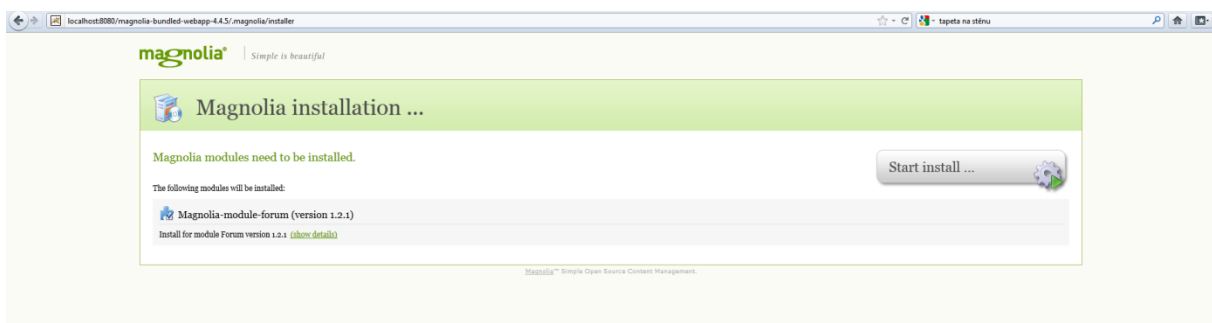 localhost:8080/magnolia-bundled-webapp-4.4.5/.magnolia/installer
tapeta na stěnu
magnolia® Simple is beautiful
Magnolia installation ...
Magnolia modules need to be installed.
Start install ...
The following modules will be installed:
Magnolia-module-forum (version 1.2.1)
Install for module Forum version 1.2.1 (show details)
Magnolia™ Simple Open Source Content Management.